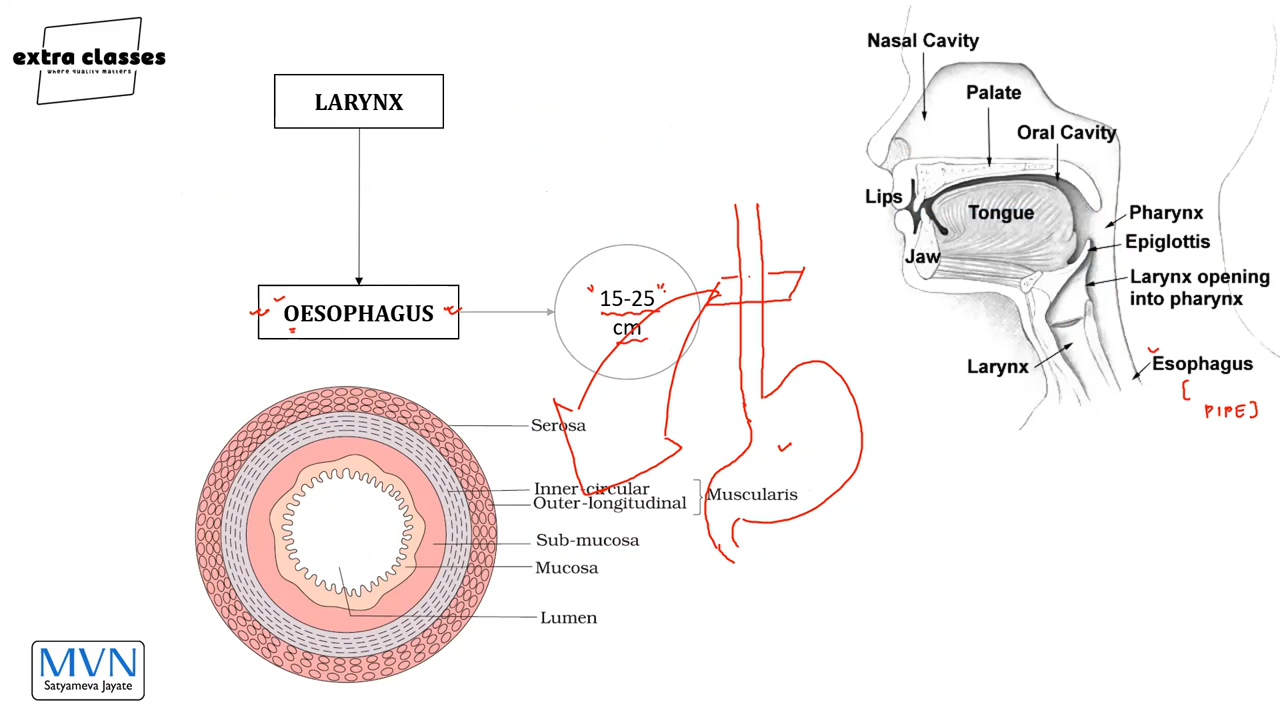 extra classes
where quality matters
LARYNX
OESOPHAGUS
"15-25"
cm
Serosa
Inner-circular
Outer-longitudinal
Muscularis
Sub-mucosa
Mucosa
Lumen
Nasal Cavity
Palate
Oral Cavity
Lips
Tongue
Pharynx
Epiglottis
Jaw
Larynx opening
into pharynx
Larynx
Esophagus
[PIPE]
MVN
Satyameva Jayate